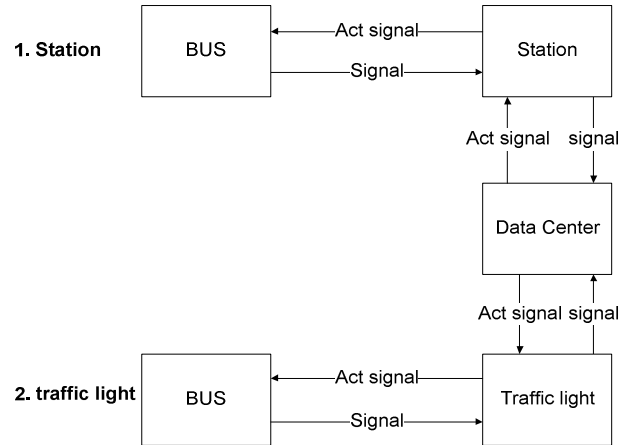 Act signal
1. Station
BUS
Station
Signal
Act signal
signal
Data Center
Act signal
signal
Act signal
2. traffic light
BUS
Traffic light
Signal